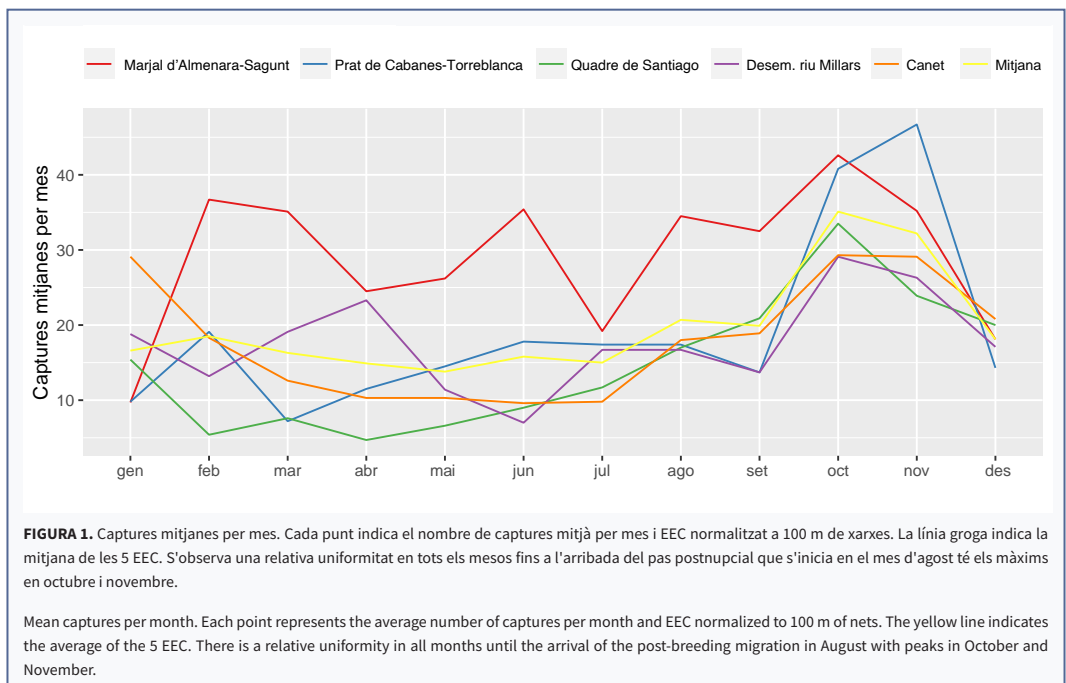 Marjal d'Almenara-Sagunt Prat de Cabanes-Torreblanca Quadre de Santiago Desem. riu Millars Canet Mitjana
Captures mitjanes per mes
40
30
20
10
gen feb mar abr mai jun jul ago set oct nov des
FIGURA 1. Captures mitjanes per mes. Cada punt indica el nombre de captures mitjà per mes i EEC normalitzat a 100 m de xarxes. La línia groga indica la
mitjana de les 5 EEC. S'observa una relativa uniformitat en tots els mesos fins a l'arribada del pas postnupcial que s'inicia en el mes d'agost té els màxims
en octubre i novembre.
Mean captures per month. Each point represents the average number of captures per month and EEC normalized to 100 m of nets. The yellow line indicates
the average of the 5 EEC. There is a relative uniformity in all months until the arrival of the post-breeding migration in August with peaks in October and
November.